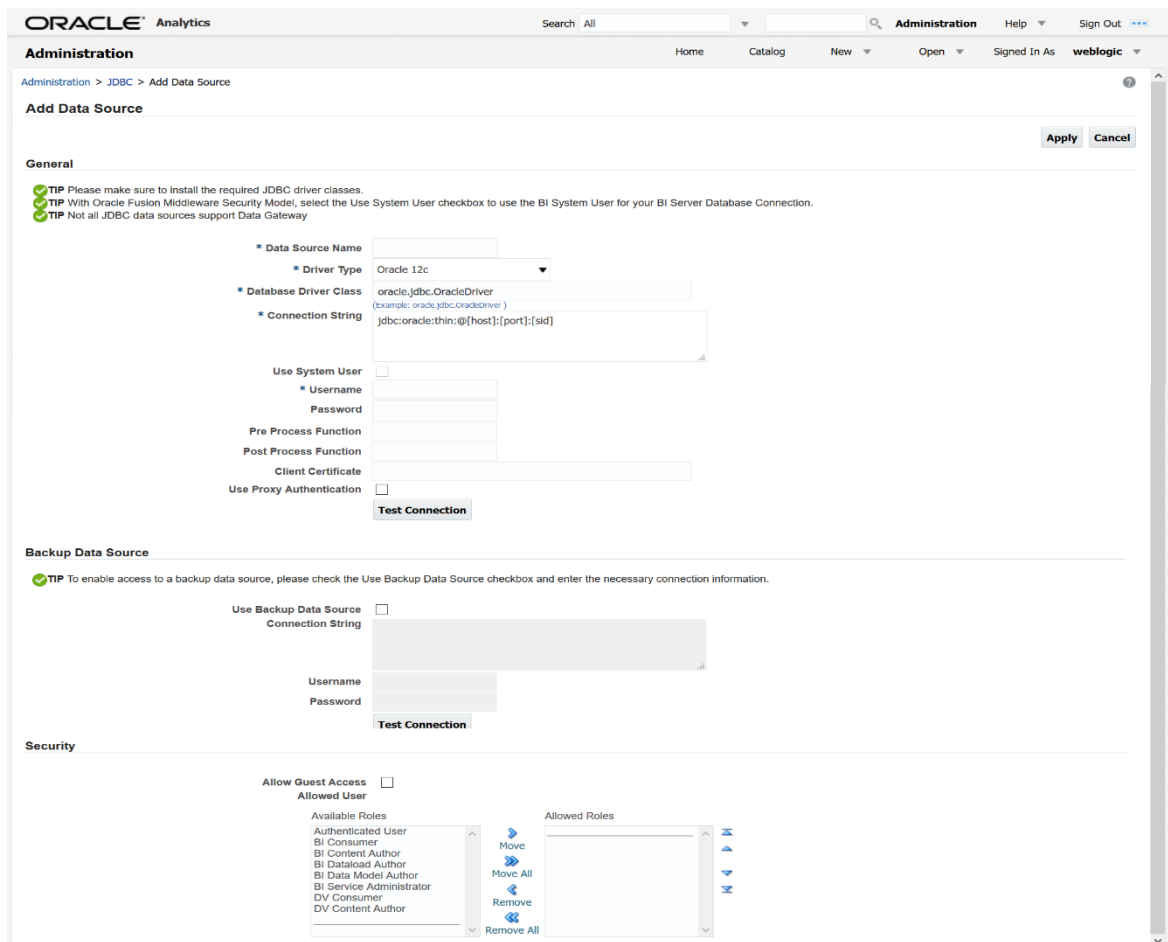 ORACLE Analytics Search All Administration Help Sign Out
Administration Home Catalog New Open Signed In As weblogic
Administration > JDBC > Add Data Source
Add Data Source
Apply Cancel
General
TIP Please make sure to install the required JDBC driver classes.
TIP With Oracle Fusion Middleware Security Model, select the Use System User checkbox to use the BI System User for your BI Server Database Connection.
TIP Not all JDBC data sources support Data Gateway
* Data Source Name
* Driver Type Oracle 12c
* Database Driver Class oracle.jdbc.OracleDriver
(Example: oracle.jdbc.OracleDriver )
* Connection String jdbc:oracle:thin:@[host]:[port]:[sid]
Use System User
* Username
Password
Pre Process Function
Post Process Function
Client Certificate
Use Proxy Authentication
Test Connection
Backup Data Source
TIP To enable access to a backup data source, please check the Use Backup Data Source checkbox and enter the necessary connection information.
Use Backup Data Source
Connection String
Username
Password
Test Connection
Security
Allow Guest Access
Allowed User
Available Roles Allowed Roles
Authenticated User
BI Consumer
BI Content Author
BI Dataload Author
BI Data Model Author
BI Service Administrator
DV Consumer
DV Content Author
Move
Move All
Remove
Remove All